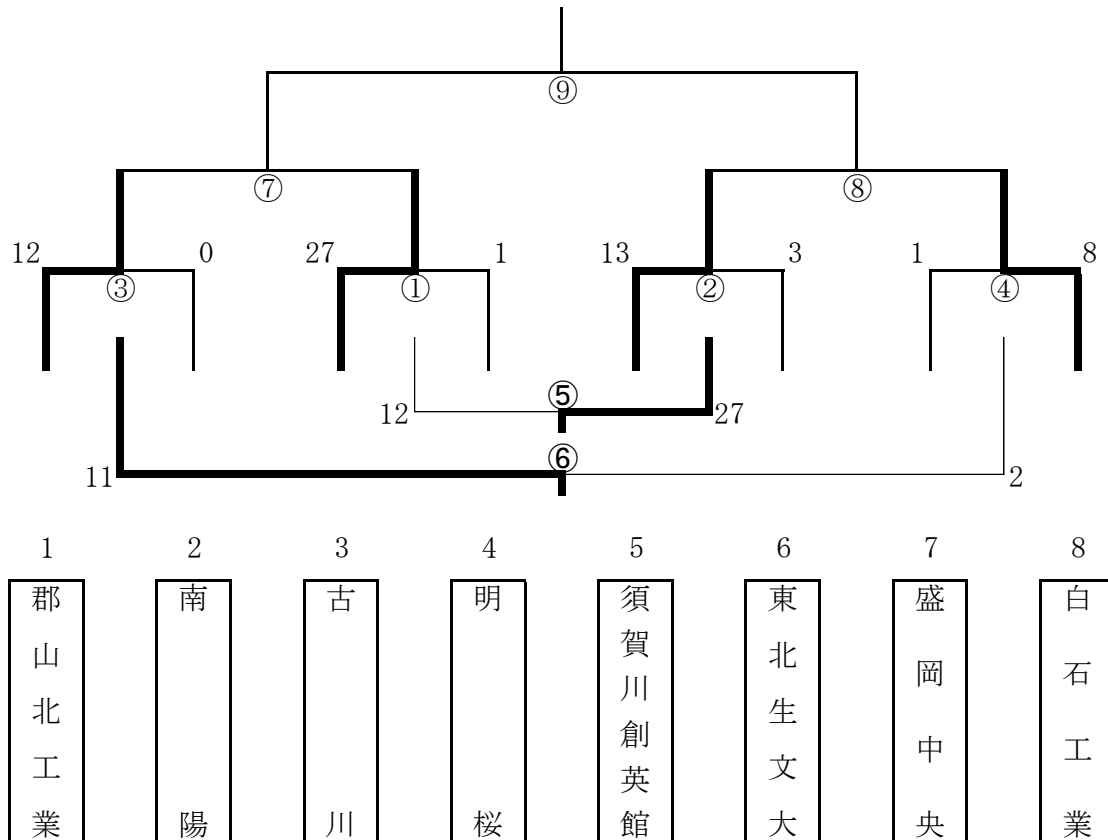 ⑨
⑦ ⑧
12 0 27 1 13 3 1 8
③ ① ② ④
⑤
12 27
⑥
11 2
1 2 3 4 5 6 7 8
郡山北工業
南陽
古川
明桜
須賀川創英館
東北生文大
盛岡中央
白石工業